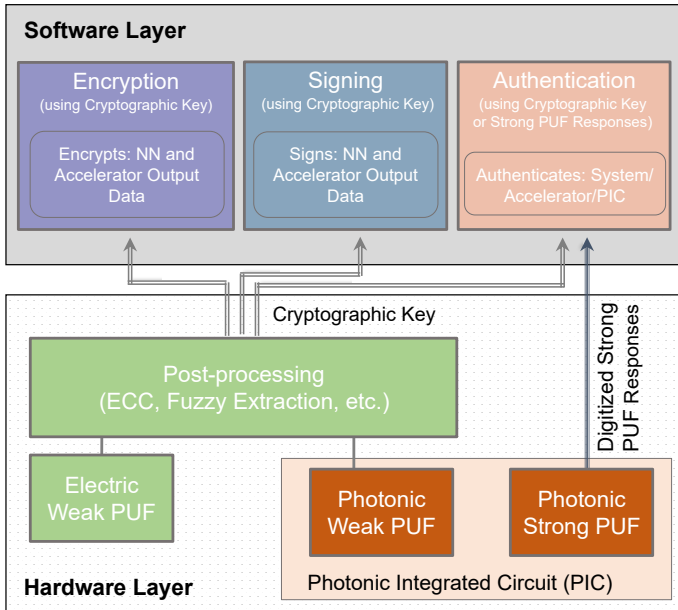 Software Layer
Encryption
(using Cryptographic Key)
Encrypts: NN and
Accelerator Output
Data
Signing
(using Cryptographic Key)
Signs: NN and
Accelerator Output
Data
Authentication
(using Cryptographic Key
or Strong PUF Responses)
Authenticates: System/
Accelerator/PIC
Cryptographic Key
Digitized Strong
PUF Responses
Post-processing
(ECC, Fuzzy Extraction, etc.)
Electric
Weak PUF
Photonic
Weak PUF
Photonic
Strong PUF
Hardware Layer
Photonic Integrated Circuit (PIC)